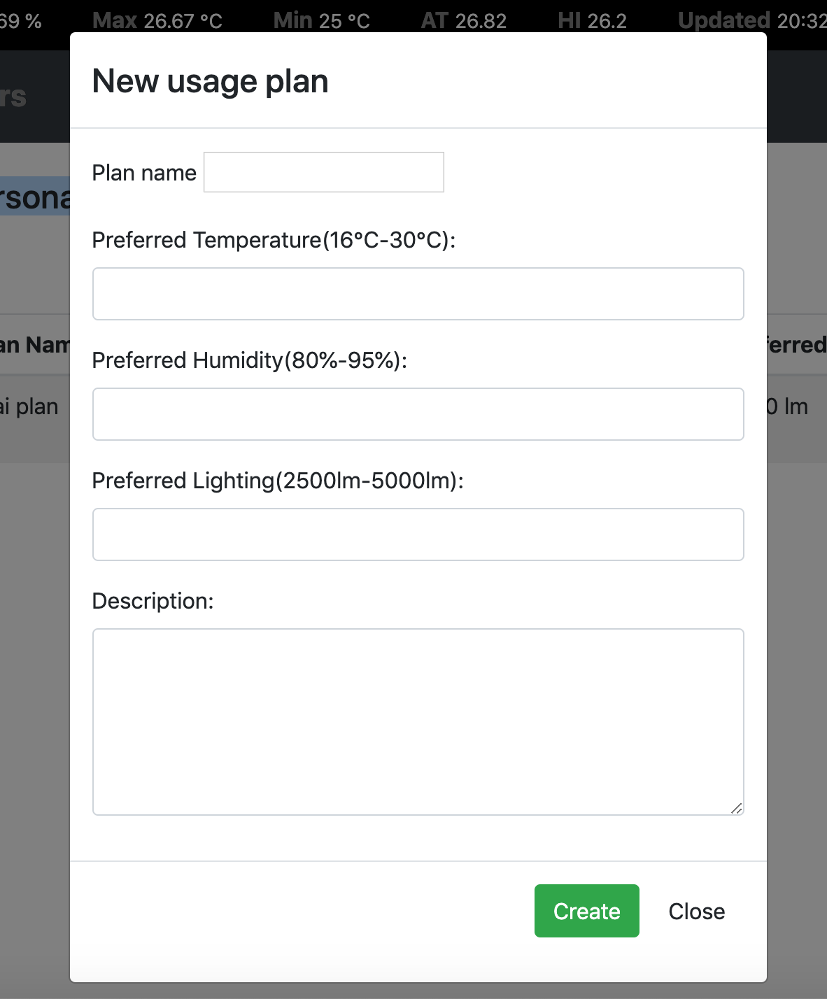 69 % Max 26.67 °C Min 25 °C AT 26.82 HI 26.2 Updated 20:32
rs
New usage plan
Plan name
rsona
Preferred Temperature(16°C-30°C):
an Nam
ferred
Preferred Humidity(80%-95%):
ai plan
0 lm
Preferred Lighting(2500lm-5000lm):
Description:
Create Close